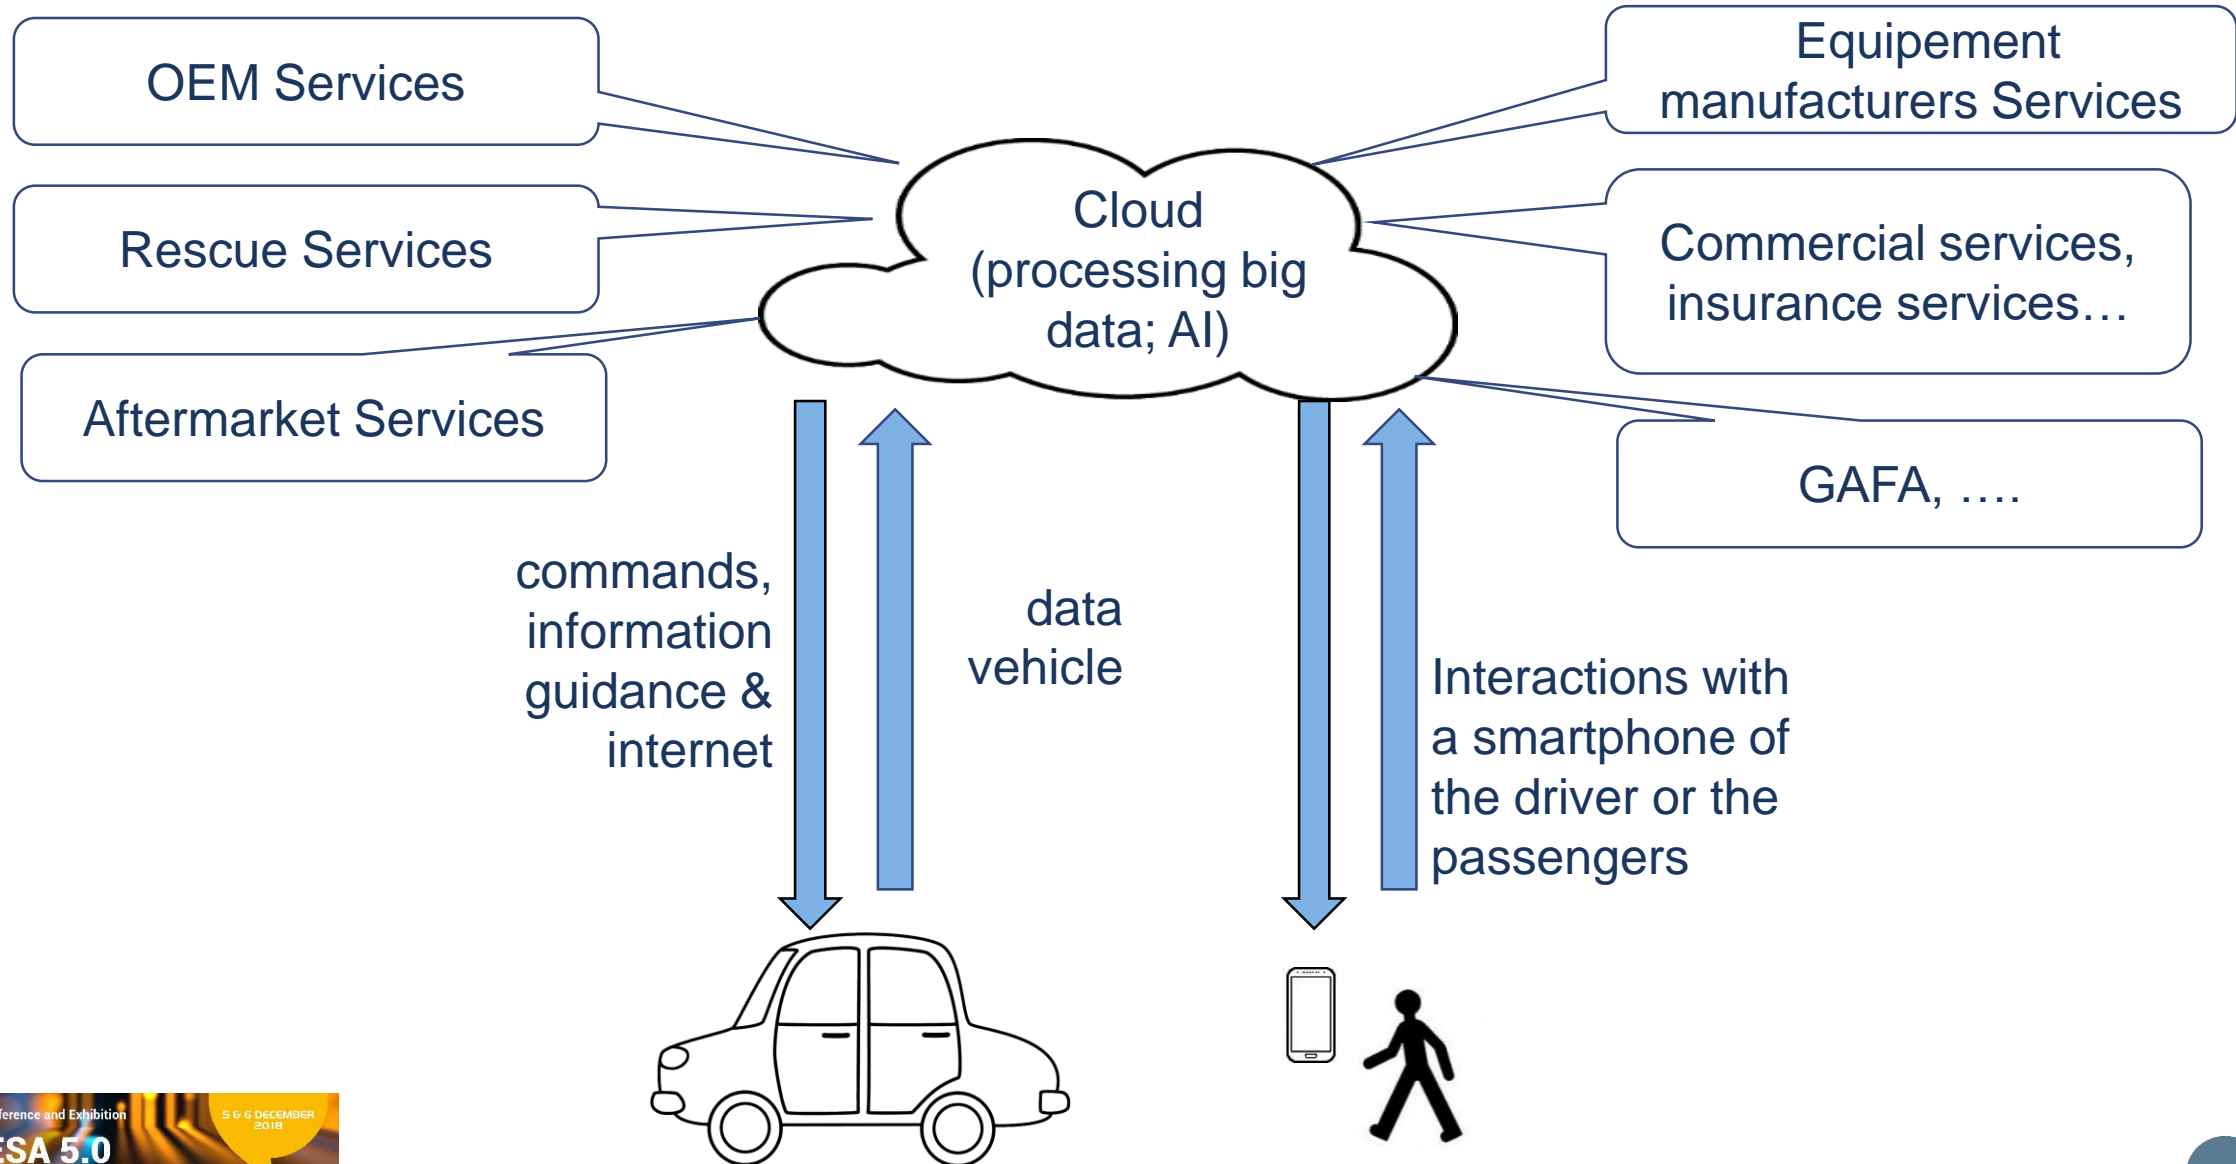 OEM Services
Equipement
manufacturers Services
Rescue Services
Cloud
(processing big
data; AI)
Commercial services,
insurance services…
Aftermarket Services
GAFA, ….
commands,
information
guidance &
internet
data
vehicle
Interactions with
a smartphone of
the driver or the
passengers
and Exhibition
5 & 6 DECEMBER
2018
ESA 5.0